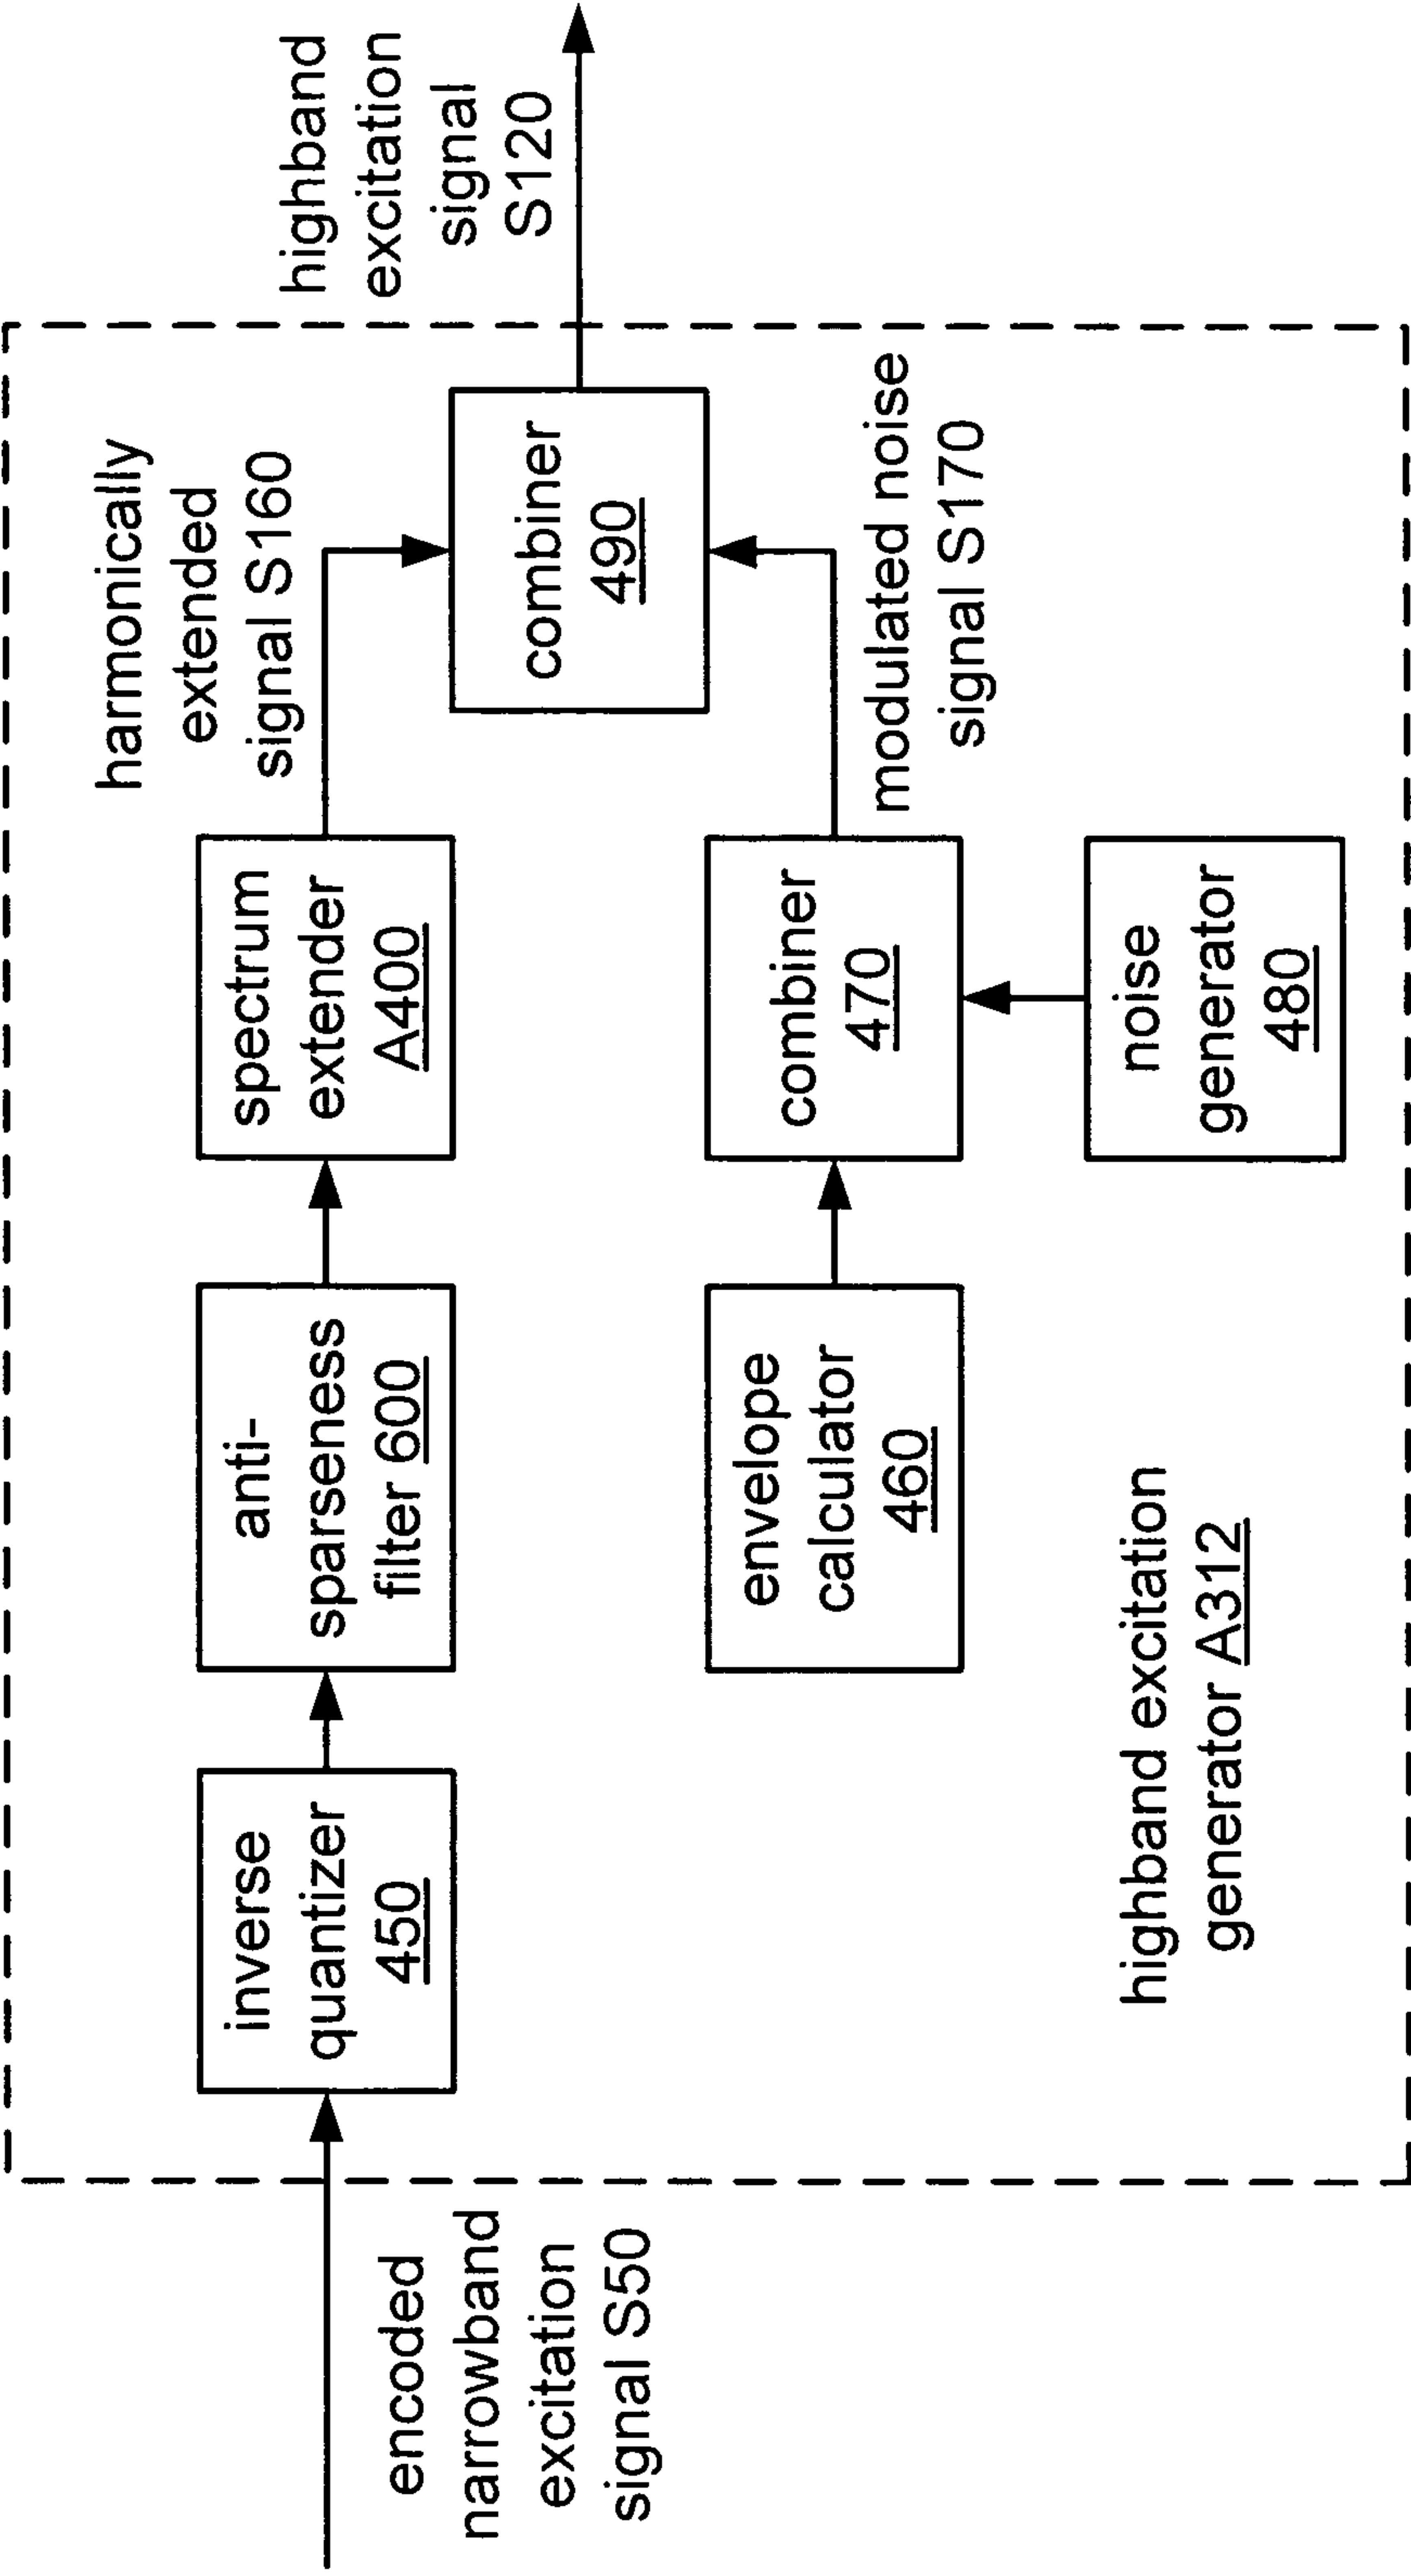 encoded
narrowband
excitation
signal S50
inverse
quantizer
450
anti-
sparseness
filter 600
spectrum
extender
A400
harmonically
extended
signal S160
combiner
490
highband
excitation
signal
S120
envelope
calculator
460
combiner
470
modulated noise
signal S170
noise
generator
480
highband excitation
generator A312